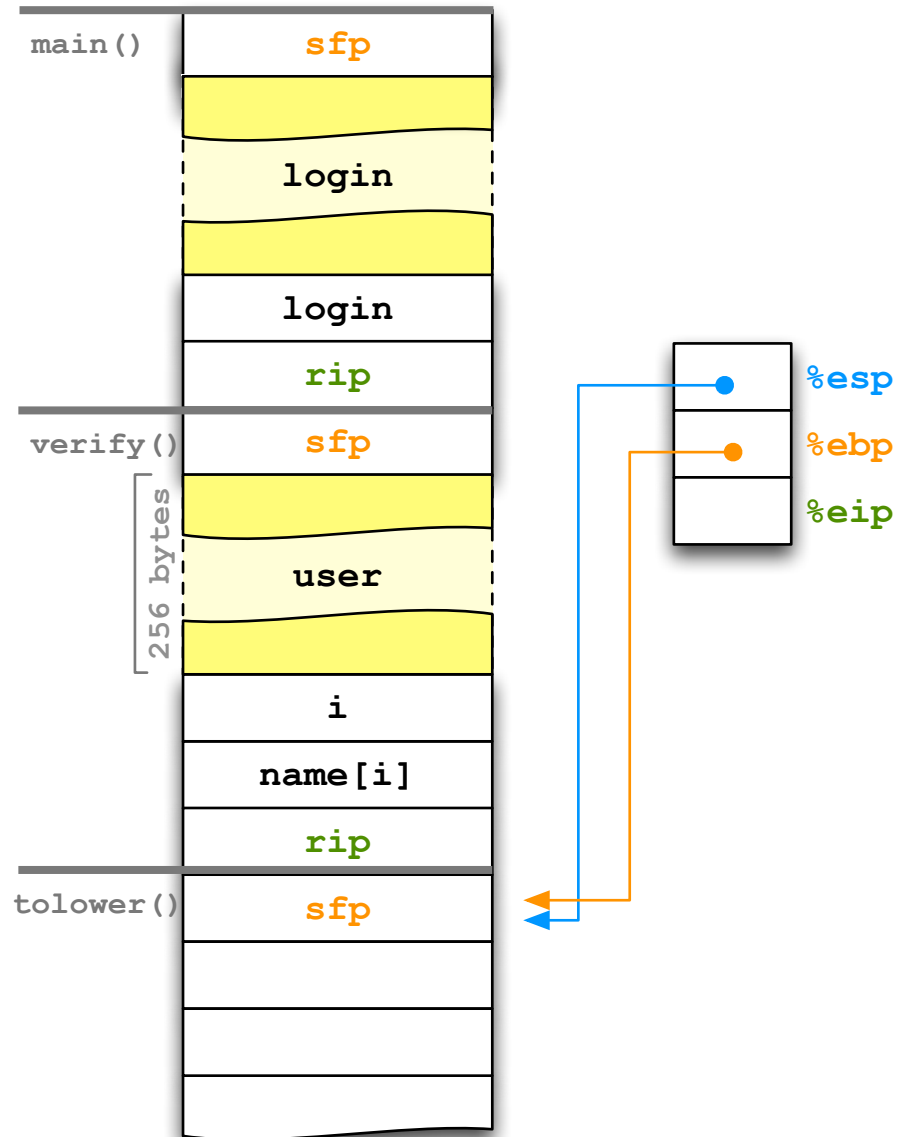 main()
sfp
login
login
rip
verify()
sfp
256 bytes
user
i
name[i]
rip
tolower()
sfp
%esp
%ebp
%eip